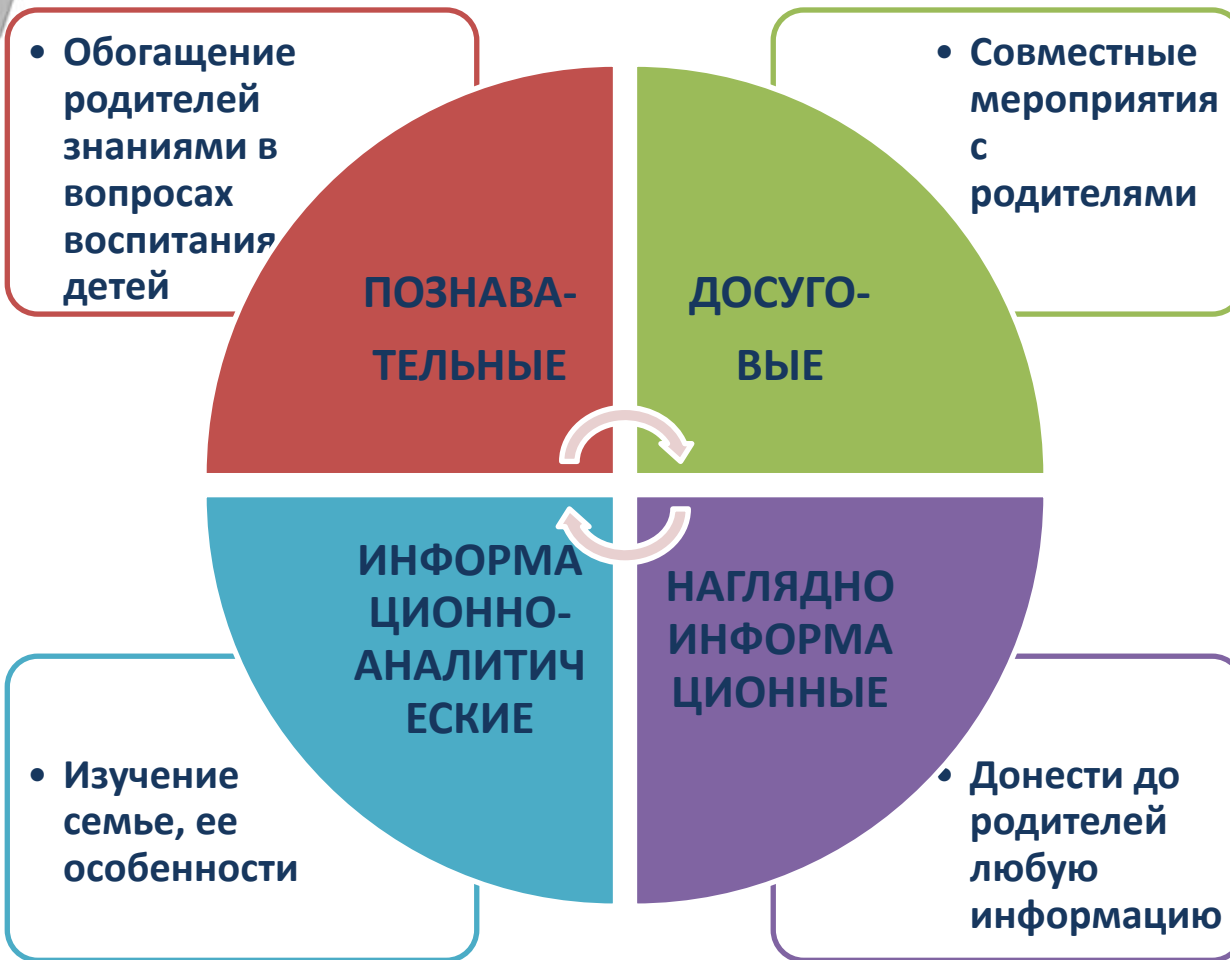 • Обогащение
родителей
знаниями в
вопросах
воспитания
детей
• Совместные
мероприятия
с
родителями
ПОЗНАВА-
ТЕЛЬНЫЕ
ДОСУГО-
ВЫЕ
ИНФОРМА
ЦИОННО-
АНАЛИТИЧ
ЕСКИЕ
НАГЛЯДНО
ИНФОРМА
ЦИОННЫЕ
• Изучение
семье, ее
особенности
• Донести до
родителей
любую
информацию